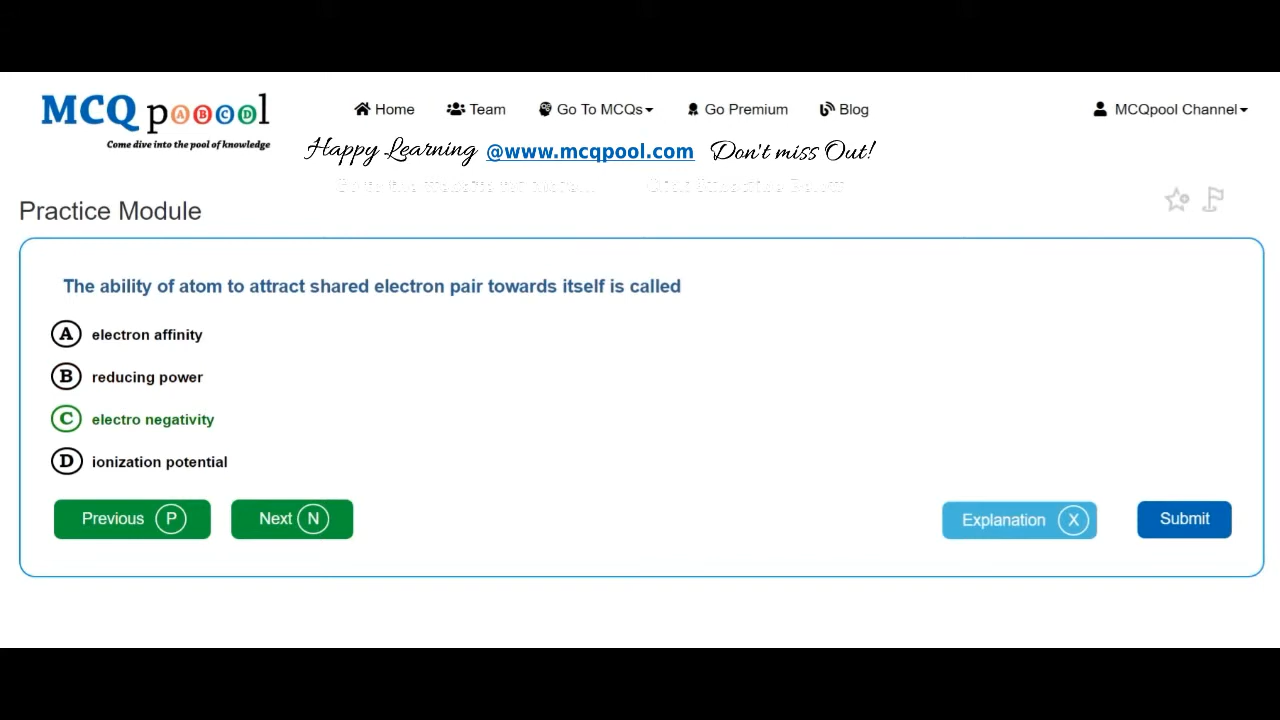 MCQ pooool
Come dive into the pool of knowledge
Home Team Go To MCQs Go Premium Blog MCQpool Channel
Happy Learning @www.mcqpool.com Don't miss Out!
Practice Module
The ability of atom to attract shared electron pair towards itself is called
A electron affinity
B reducing power
C electro negativity
D ionization potential
Previous P Next N Explanation X Submit